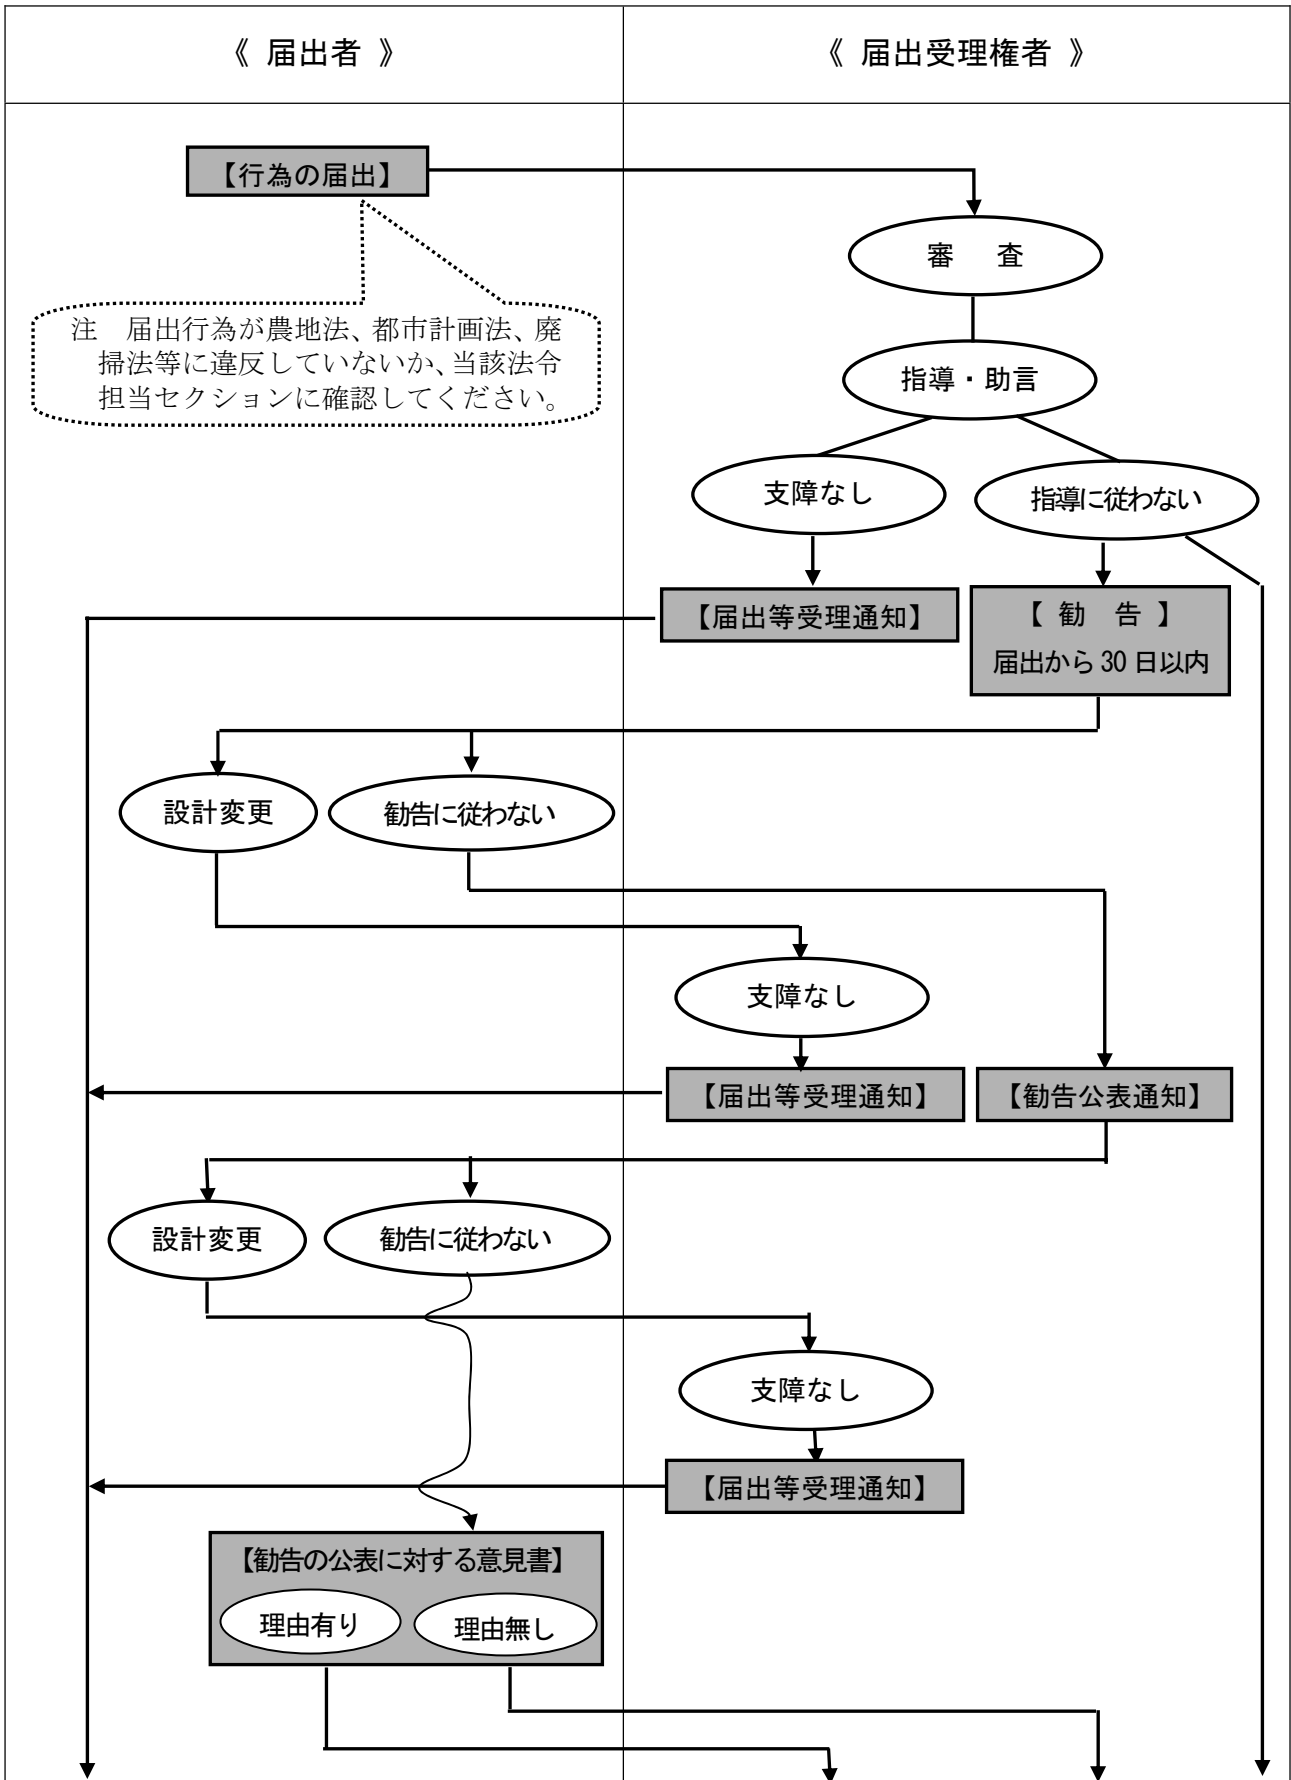 《 届出者 》
《 届出受理権者 》
【行為の届出】
審　査
注　届出行為が農地法、都市計画法、廃
掃法等に違反していないか、当該法令
担当セクションに確認してください。
指導・助言
支障なし
指導に従わない
【届出等受理通知】
【 勧　告 】
届出から 30 日以内
設計変更
勧告に従わない
支障なし
【届出等受理通知】
【勧告公表通知】
設計変更
勧告に従わない
支障なし
【届出等受理通知】
【勧告の公表に対する意見書】
理由有り
理由無し